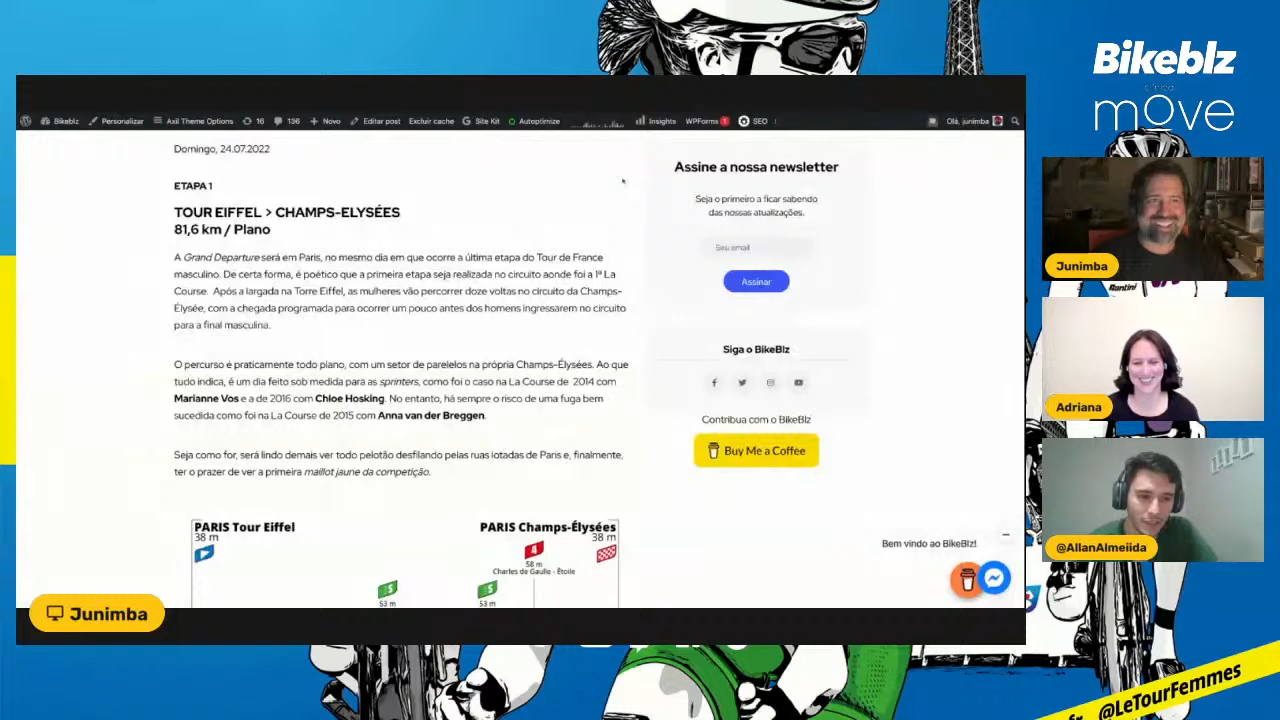 Bikeblz
move
Bikeblz
Personalizar
Axil Theme Options
16
136
Novo
Editar post
Excluir cache
Site Kit
Autoptimize
Insights
WPForms
1
SEO
Olá, junimba
Domingo, 24.07.2022
ETAPA 1
TOUR EIFFEL > CHAMPS-ELYSÉES
81,6 km / Plano
A Grand Departure será em Paris, no mesmo dia em que ocorre a última etapa do Tour de France
masculino. De certa forma, é poético que a primeira etapa seja realizada no circuito aonde foi a 1ª La
Course. Após a largada na Torre Eiffel, as mulheres vão percorrer doze voltas no circuito da Champs-
Élysée, com a chegada programada para ocorrer um pouco antes dos homens ingressarem no circuito
para a final masculina.
O percurso é praticamente todo plano, com um setor de paralelos na própria Champs-Élysées. Ao que
tudo indica, é um dia feito sob medida para as sprinters, como foi o caso na La Course de 2014 com
Marianne Vos e a de 2016 com Chloe Hosking. No entanto, há sempre o risco de uma fuga bem
sucedida como foi na La Course de 2015 com Anna van der Breggen.
Seja como for, será lindo demais ver todo pelotão desfilando pelas ruas lotadas de Paris e, finalmente,
ter o prazer de ver a primeira maillot jaune da competição.
PARIS Tour Eiffel
38 m
PARIS Champs-Élysées
38 m
4
58 m
Charles de Gaulle - Étoile
S
53 m
S
53 m
Assine a nossa newsletter
Seja o primeiro a ficar sabendo
das nossas atualizações.
Seu email
Assinar
Siga o BikeBlz
Contribua com o BikeBlz
Buy Me a Coffee
Bem vindo ao BikeBlz!
Junimba
Adriana
@AllanAlmeiida
Junimba
.fr @LeTourFemmes